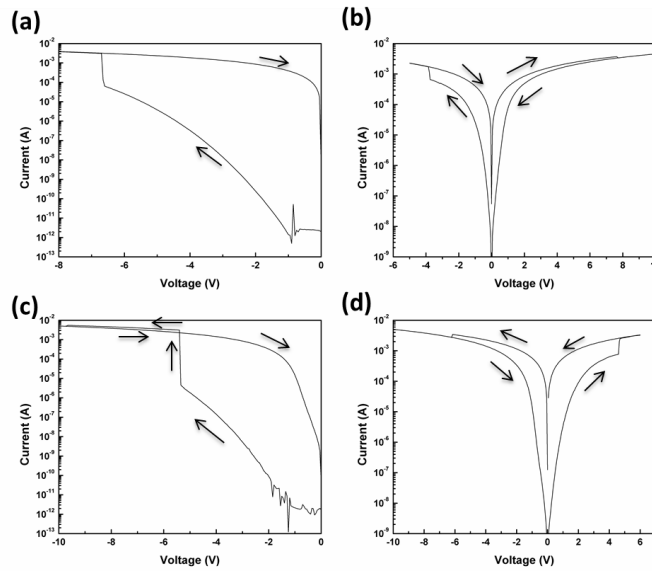 (a)
Current (A)
10⁻²
10⁻³
10⁻⁴
10⁻⁵
10⁻⁶
10⁻⁷
10⁻⁸
10⁻⁹
10⁻¹⁰
10⁻¹¹
10⁻¹²
10⁻¹³
-8 -6 -4 -2 0
Voltage (V)
(b)
Current (A)
10⁻²
10⁻³
10⁻⁴
10⁻⁵
10⁻⁶
10⁻⁷
10⁻⁸
10⁻⁹
-6 -4 -2 0 2 4 6 8 10
Voltage (V)
(c)
Current (A)
10⁻²
10⁻³
10⁻⁴
10⁻⁵
10⁻⁶
10⁻⁷
10⁻⁸
10⁻⁹
10⁻¹⁰
10⁻¹¹
10⁻¹²
10⁻¹³
-10 -8 -6 -4 -2 0
Voltage (V)
(d)
Current (A)
10⁻²
10⁻³
10⁻⁴
10⁻⁵
10⁻⁶
10⁻⁷
10⁻⁸
10⁻⁹
-10 -8 -6 -4 -2 0 2 4 6
Voltage (V)